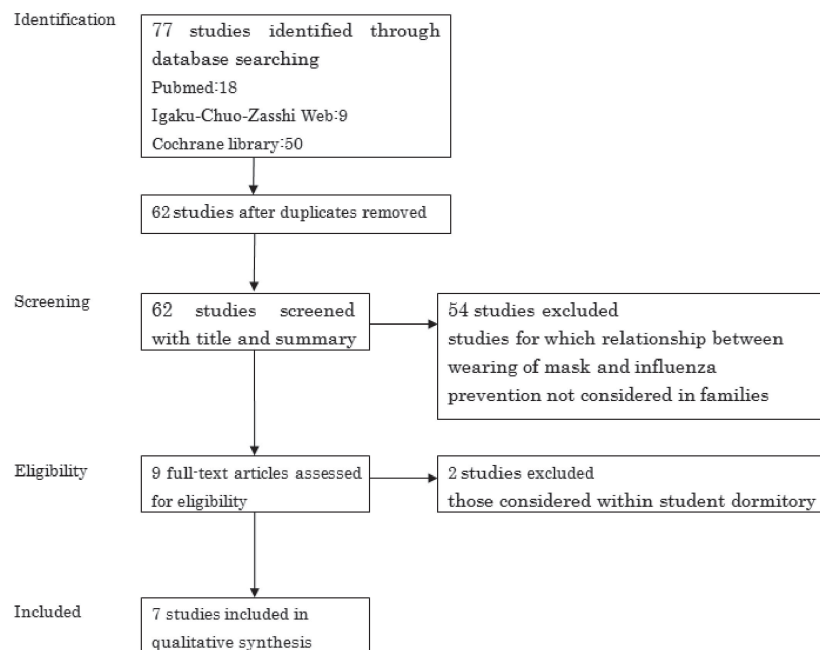 Identification
77 studies identified through
database searching
Pubmed:18
Igaku-Chuo-Zasshi Web:9
Cochrane library:50
62 studies after duplicates removed
Screening
62 studies screened
with title and summary
54 studies excluded
studies for which relationship between
wearing of mask and influenza
prevention not considered in families
Eligibility
9 full-text articles assessed
for eligibility
2 studies excluded
those considered within student dormitory
Included
7 studies included in
qualitative synthesis